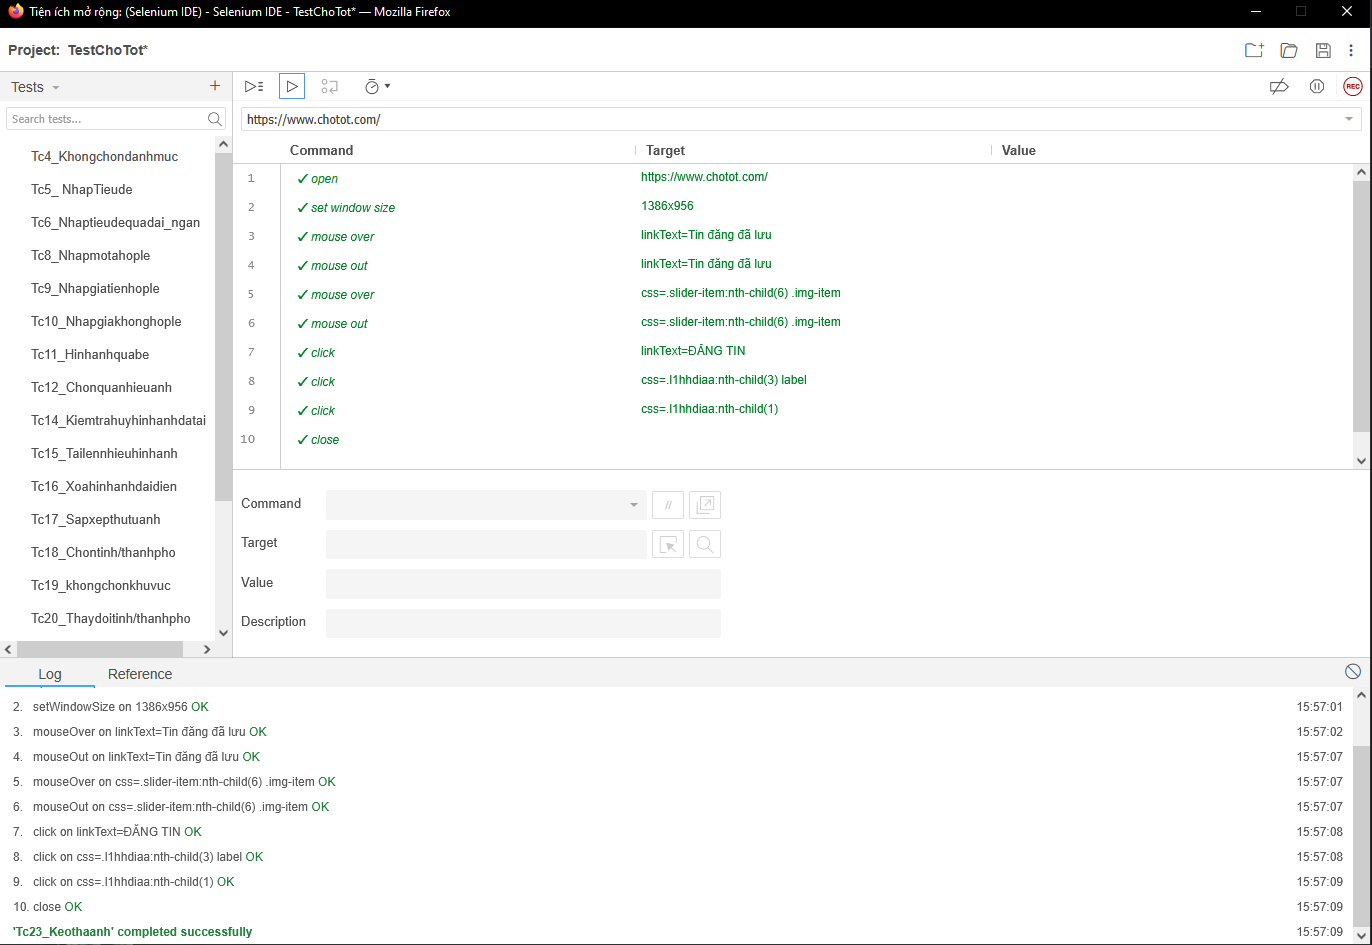 Tiện ích mở rộng: (Selenium IDE) - Selenium IDE - TestChoTot* — Mozilla Firefox
Project: TestChoTot*
Tests
+
REC
Search tests...
https://www.chotot.com/
Command Target Value
Tc4_Khongchondanhmuc
Tc5_ NhapTieude
Tc6_Nhaptieudequadai_ngan
Tc8_Nhapmotahople
Tc9_Nhapgiatienhople
Tc10_Nhapgiakhonghople
Tc11_Hinhanhquabe
Tc12_Chonquanhieuanh
Tc14_Kiemtrahuyhinhanhdatai
Tc15_Tailennhieuhinhanh
Tc16_Xoahinhanhdaidien
Tc17_Sapxepthutuanh
Tc18_Chontinh/thanhpho
Tc19_khongchonkhuvuc
Tc20_Thaydoitinh/thanhpho
1 ✓ open https://www.chotot.com/
2 ✓ set window size 1386x956
3 ✓ mouse over linkText=Tin đăng đã lưu
4 ✓ mouse out linkText=Tin đăng đã lưu
5 ✓ mouse over css=.slider-item:nth-child(6) .img-item
6 ✓ mouse out css=.slider-item:nth-child(6) .img-item
7 ✓ click linkText=ĐĂNG TIN
8 ✓ click css=.l1hhdiaa:nth-child(3) label
9 ✓ click css=.l1hhdiaa:nth-child(1)
10 ✓ close
Command //
Target
Value
Description
Log Reference
2. setWindowSize on 1386x956 OK 15:57:01
3. mouseOver on linkText=Tin đăng đã lưu OK 15:57:02
4. mouseOut on linkText=Tin đăng đã lưu OK 15:57:07
5. mouseOver on css=.slider-item:nth-child(6) .img-item OK 15:57:07
6. mouseOut on css=.slider-item:nth-child(6) .img-item OK 15:57:07
7. click on linkText=ĐĂNG TIN OK 15:57:08
8. click on css=.l1hhdiaa:nth-child(3) label OK 15:57:08
9. click on css=.l1hhdiaa:nth-child(1) OK 15:57:09
10. close OK 15:57:09
'Tc23_Keothaanh' completed successfully 15:57:09